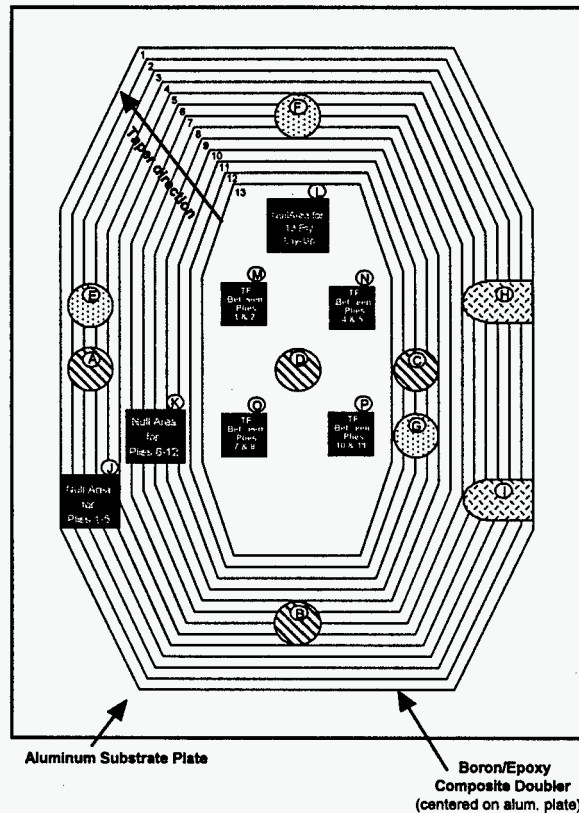 1
2
3
4
5
6
7
8
9
10
11
12
13
Taper direction
F
L
Null Area for
13 Ply
Lay-Up
M
TF
Between
Plies
1 & 2
N
TF
Between
Plies
4 & 5
E
H
A
D
C
K
Null Area
for
Plies 6-12
O
TF
Between
Plies
7 & 8
P
TF
Between
Plies
10 & 11
G
J
Null Area
for
Plies 1-5
I
B
Aluminum Substrate Plate
Boron/Epoxy
Composite Doubler
(centered on alum. plate)